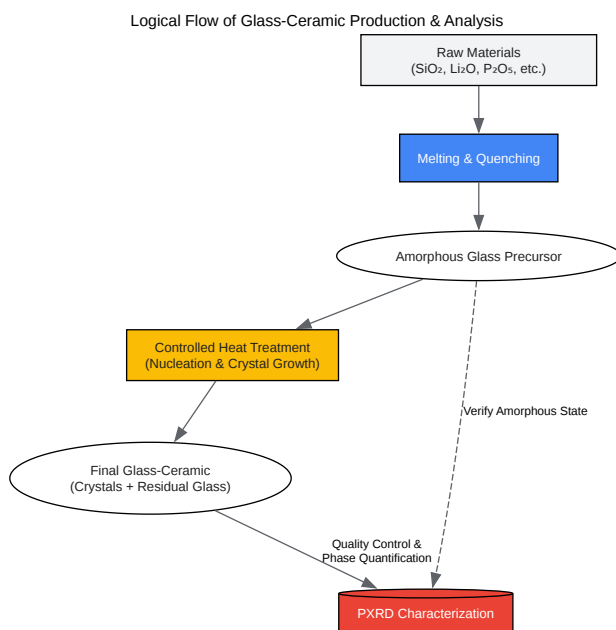 Logical Flow of Glass-Ceramic Production & Analysis
Raw Materials
(SiO₂, Li2O, P₂O₅, etc.)
Melting & Quenching
Amorphous Glass Precursor
Controlled Heat Treatment
(Nucleation & Crystal Growth)
Verify Amorphous State
Final Glass-Ceramic
(Crystals + Residual Glass)
Quality Control &
Phase Quantification
PXRD Characterization